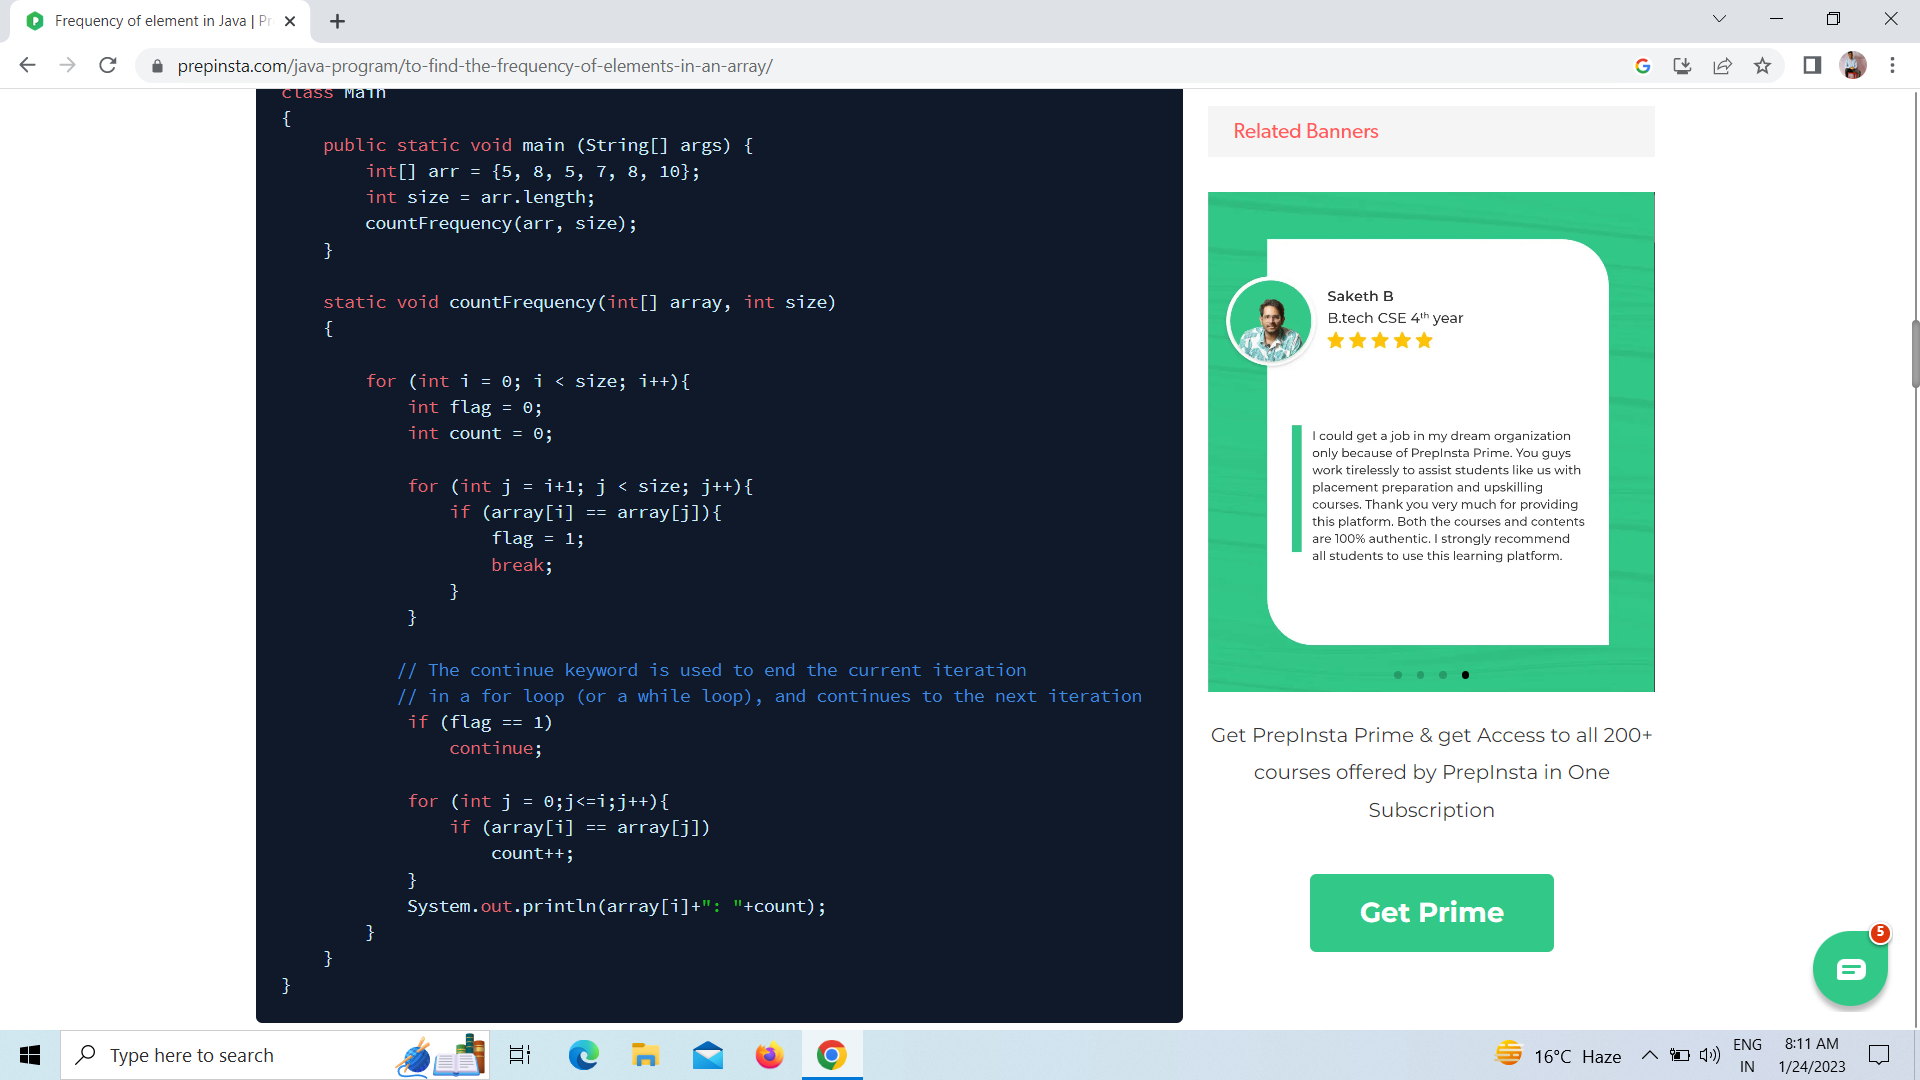 Frequency of element in Java | Pr
prepinsta.com/java-program/to-find-the-frequency-of-elements-in-an-array/
class Main
{
public static void main (String[] args) {
int[] arr = {5, 8, 5, 7, 8, 10};
int size = arr.length;
countFrequency(arr, size);
}
static void countFrequency(int[] array, int size)
{
for (int i = 0; i < size; i++){
int flag = 0;
int count = 0;
for (int j = i+1; j < size; j++){
if (array[i] == array[j]){
flag = 1;
break;
}
}
// The continue keyword is used to end the current iteration
// in a for loop (or a while loop), and continues to the next iteration
if (flag == 1)
continue;
for (int j = 0;j<=i;j++){
if (array[i] == array[j])
count++;
}
System.out.println(array[i]+": "+count);
}
}
}
Related Banners
Saketh B
B.tech CSE 4th year
I could get a job in my dream organization
only because of PrepInsta Prime. You guys
work tirelessly to assist students like us with
placement preparation and upskilling
courses. Thank you very much for providing
this platform. Both the courses and contents
are 100% authentic. I strongly recommend
all students to use this learning platform.
Get PrepInsta Prime & get Access to all 200+
courses offered by PrepInsta in One
Subscription
Get Prime
5
Type here to search
16°C Haze
ENG
IN
8:11 AM
1/24/2023